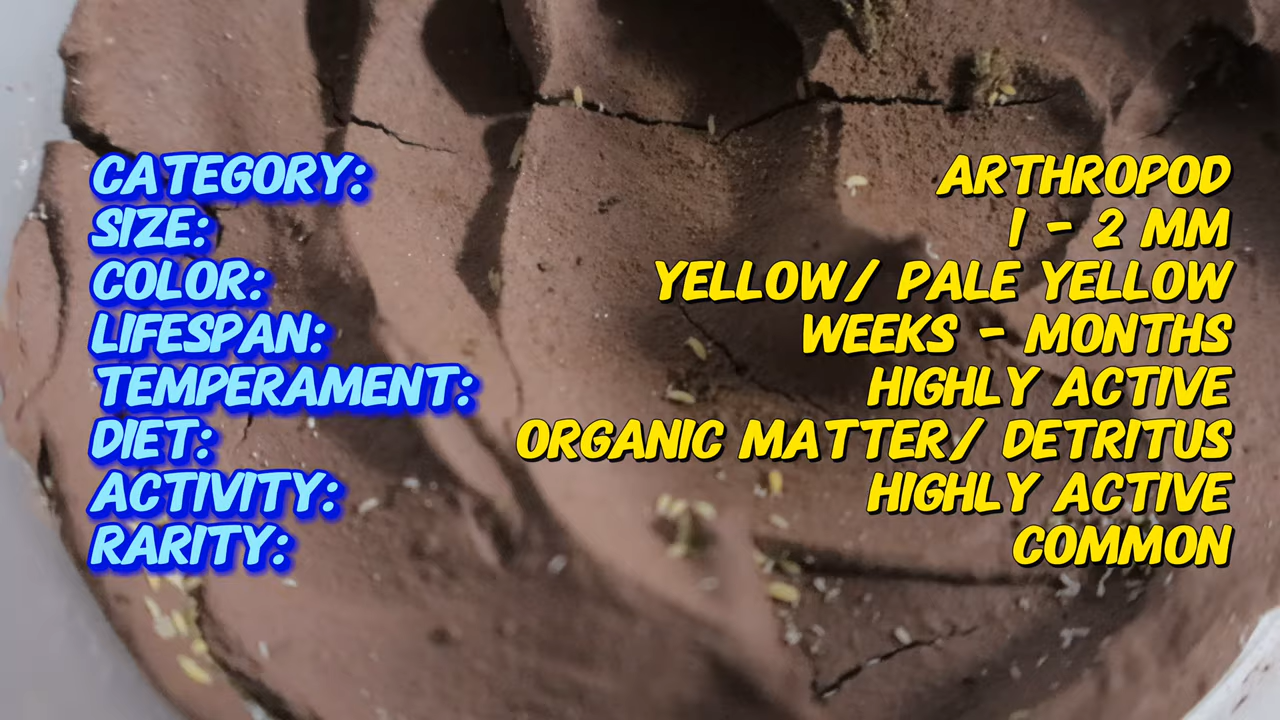 CATEGORY: ARTHROPOD
SIZE: 1 - 2 MM
COLOR: YELLOW/ PALE YELLOW
LIFESPAN: WEEKS - MONTHS
TEMPERAMENT: HIGHLY ACTIVE
DIET: ORGANIC MATTER/ DETRITUS
ACTIVITY: HIGHLY ACTIVE
RARITY: COMMON